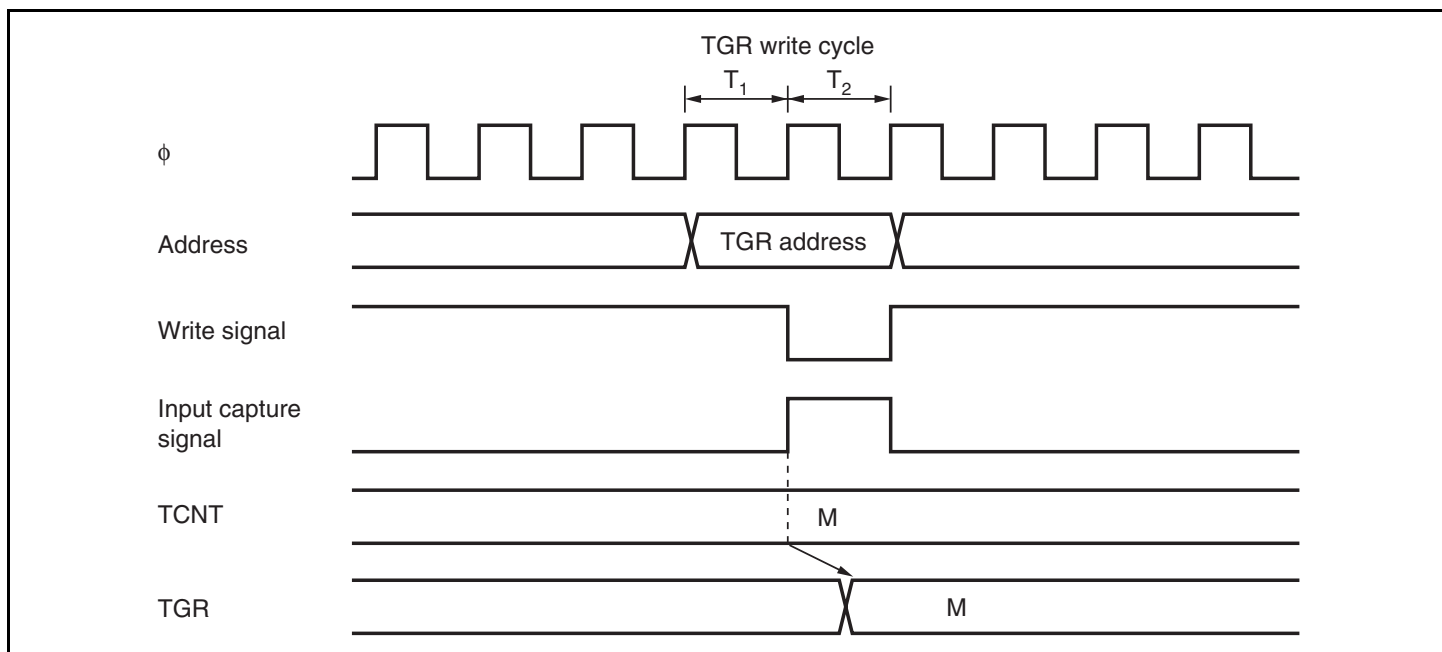 TGR write cycle
T₁ T₂
ϕ
Address TGR address
Write signal
Input capture
signal
TCNT M
TGR M